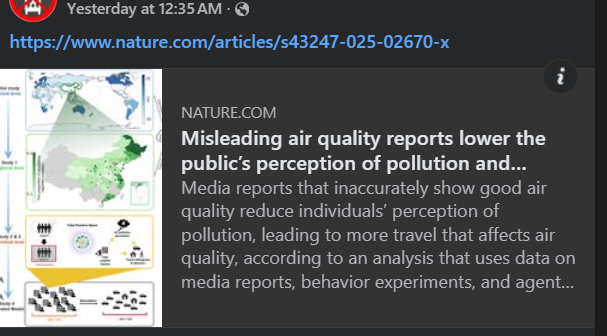 Yesterday at 12:35 AM ·
https://www.nature.com/articles/s43247-025-02670-x
i
NATURE.COM
Misleading air quality reports lower the
public's perception of pollution and...
Media reports that inaccurately show good air
quality reduce individuals' perception of
pollution, leading to more travel that affects air
quality, according to an analysis that uses data on
media reports, behavior experiments, and agent...